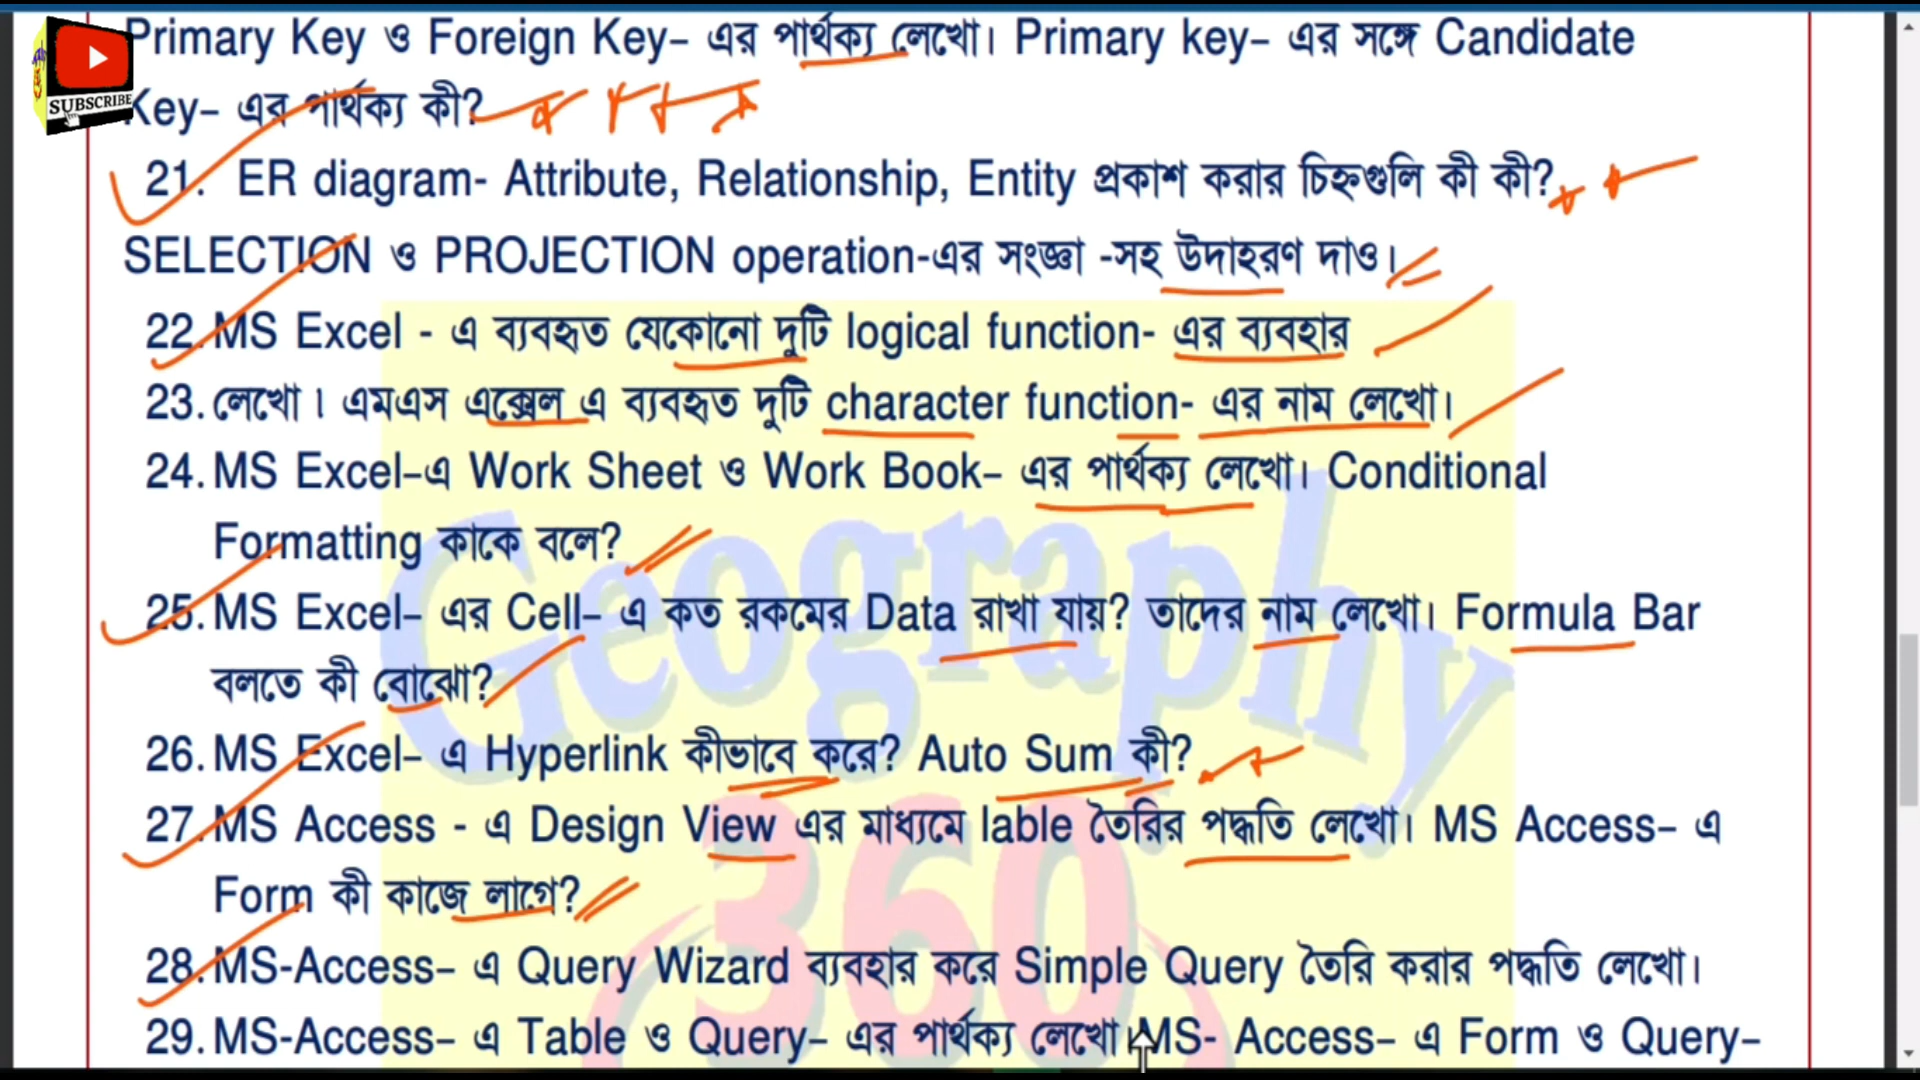 Primary Key ও Foreign Key– এর পার্থক্য লেখো। Primary key– এর সঙ্গে Candidate
SUBSCRIBE
Key– এর পার্থক্য কী?
21. ER diagram- Attribute, Relationship, Entity প্রকাশ করার চিহ্নগুলি কী কী?
SELECTION ও PROJECTION operation-এর সংজ্ঞা -সহ উদাহরণ দাও।
22. MS Excel - এ ব্যবহৃত যেকোনো দুটি logical function- এর ব্যবহার
23. লেখো। এমএস এক্সেল এ ব্যবহৃত দুটি character function- এর নাম লেখো।
24. MS Excel–এ Work Sheet ও Work Book– এর পার্থক্য লেখো। Conditional
Formatting কাকে বলে?
25. MS Excel– এর Cell– এ কত রকমের Data রাখা যায়? তাদের নাম লেখো। Formula Bar
বলতে কী বোঝো?
26. MS Excel– এ Hyperlink কীভাবে করে? Auto Sum কী?
27. MS Access - এ Design View এর মাধ্যমে lable তৈরির পদ্ধতি লেখো। MS Access– এ
Form কী কাজে লাগে?
28. MS-Access– এ Query Wizard ব্যবহার করে Simple Query তৈরি করার পদ্ধতি লেখো।
29. MS-Access– এ Table ও Query– এর পার্থক্য লেখো। MS- Access– এ Form ও Query–
Geography
360